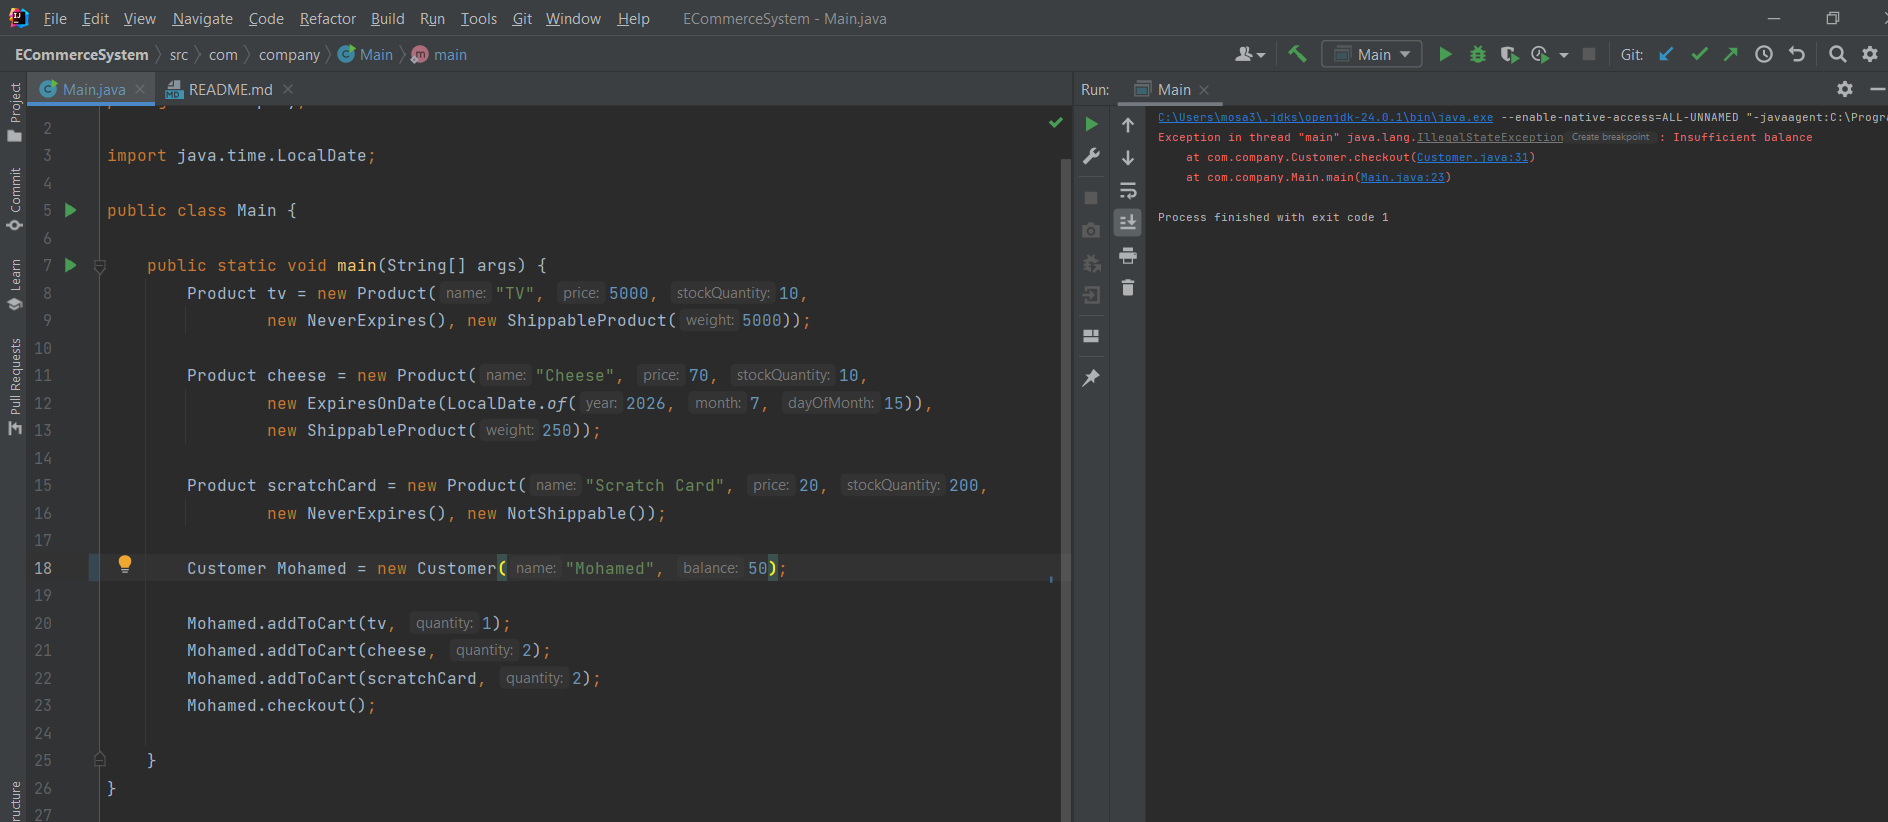 File Edit View Navigate Code Refactor Build Run Tools Git Window Help ECommerceSystem - Main.java
ECommerceSystem src com company Main main
Main Git:
Project
Commit
Learn
Pull Requests
Main.java README.md
2
3 import java.time.LocalDate;
4
5 public class Main {
6
7 public static void main(String[] args) {
8 Product tv = new Product( name: "TV", price: 5000, stockQuantity: 10,
9 new NeverExpires(), new ShippableProduct( weight: 5000));
10
11 Product cheese = new Product( name: "Cheese", price: 70, stockQuantity: 10,
12 new ExpiresOnDate(LocalDate.of( year: 2026, month: 7, dayOfMonth: 15)),
13 new ShippableProduct( weight: 250));
14
15 Product scratchCard = new Product( name: "Scratch Card", price: 20, stockQuantity: 200,
16 new NeverExpires(), new NotShippable());
17
18 Customer Mohamed = new Customer( name: "Mohamed", balance: 50);
19
20 Mohamed.addToCart(tv, quantity: 1);
21 Mohamed.addToCart(cheese, quantity: 2);
22 Mohamed.addToCart(scratchCard, quantity: 2);
23 Mohamed.checkout();
24
25 }
26 }
27
Run: Main
C:\Users\mosa3\.jdks\openjdk-24.0.1\bin\java.exe --enable-native-access=ALL-UNNAMED "-javaagent:C:\Progra
Exception in thread "main" java.lang.IllegalStateException Create breakpoint : Insufficient balance
at com.company.Customer.checkout(Customer.java:31)
at com.company.Main.main(Main.java:23)
Process finished with exit code 1